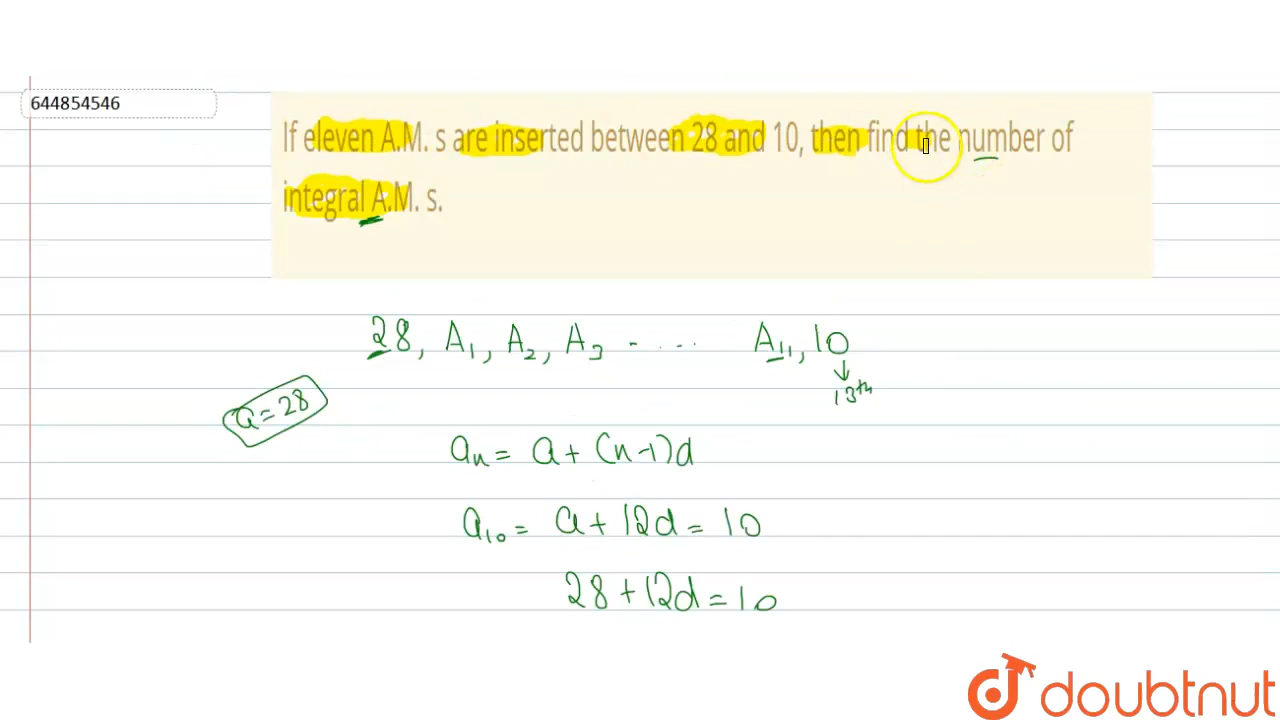 644854546
If eleven A.M. s are inserted between 28 and 10, then find the number of
integral A.M. s.
28, A1, A2, A3 - .... A11, 10
↓
13th
a=28
an = a + (n-1)d
a10 = a + 12d = 10
28 + 12d = 10
doubtnut